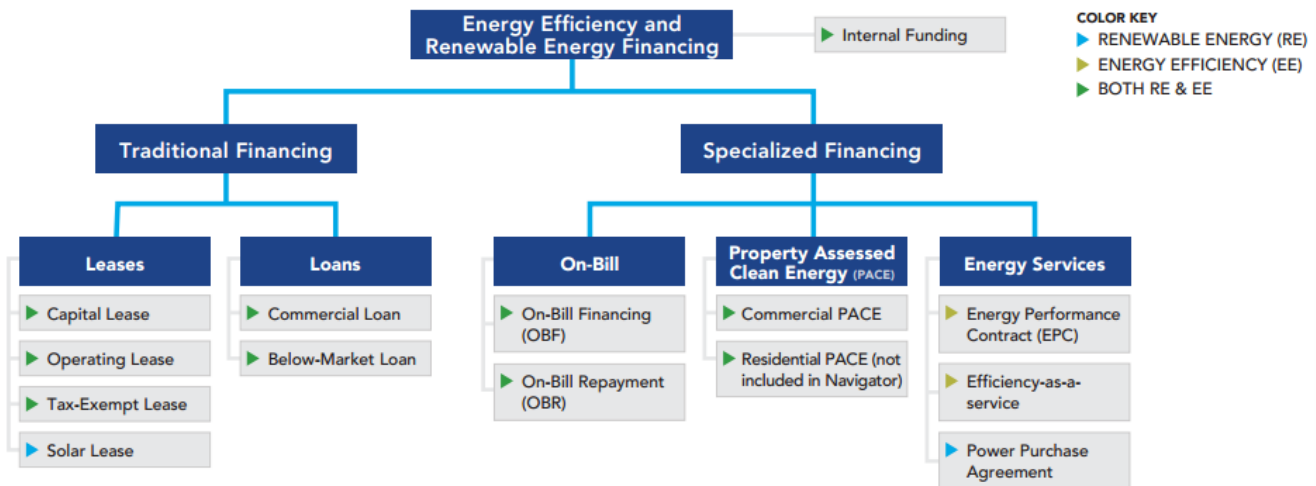 Energy Efficiency and
Renewable Energy Financing
Internal Funding
COLOR KEY
RENEWABLE ENERGY (RE)
ENERGY EFFICIENCY (EE)
BOTH RE & EE
Traditional Financing
Specialized Financing
Leases
Capital Lease
Operating Lease
Tax-Exempt Lease
Solar Lease
Loans
Commercial Loan
Below-Market Loan
On-Bill
On-Bill Financing
(OBF)
On-Bill Repayment
(OBR)
Property Assessed
Clean Energy (PACE)
Commercial PACE
Residential PACE (not
included in Navigator)
Energy Services
Energy Performance
Contract (EPC)
Efficiency-as-a-
service
Power Purchase
Agreement